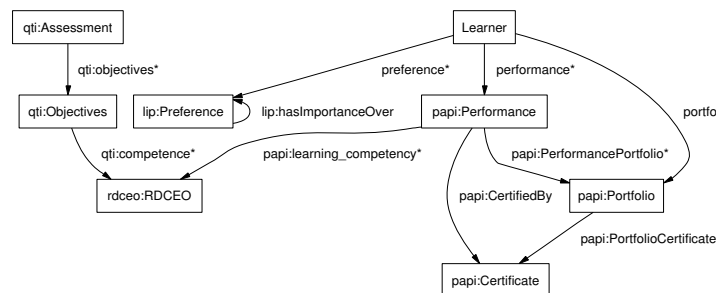 qti:Assessment
Learner
qti:objectives*
preference*
performance*
qti:Objectives
lip:Preference
lip:hasImportanceOver
papi:Performance
portfo
qti:competence*
papi:learning_competency*
papi:PerformancePortfolio*
rdceo:RDCEO
papi:CertifiedBy
papi:Portfolio
papi:PortfolioCertificate
papi:Certificate